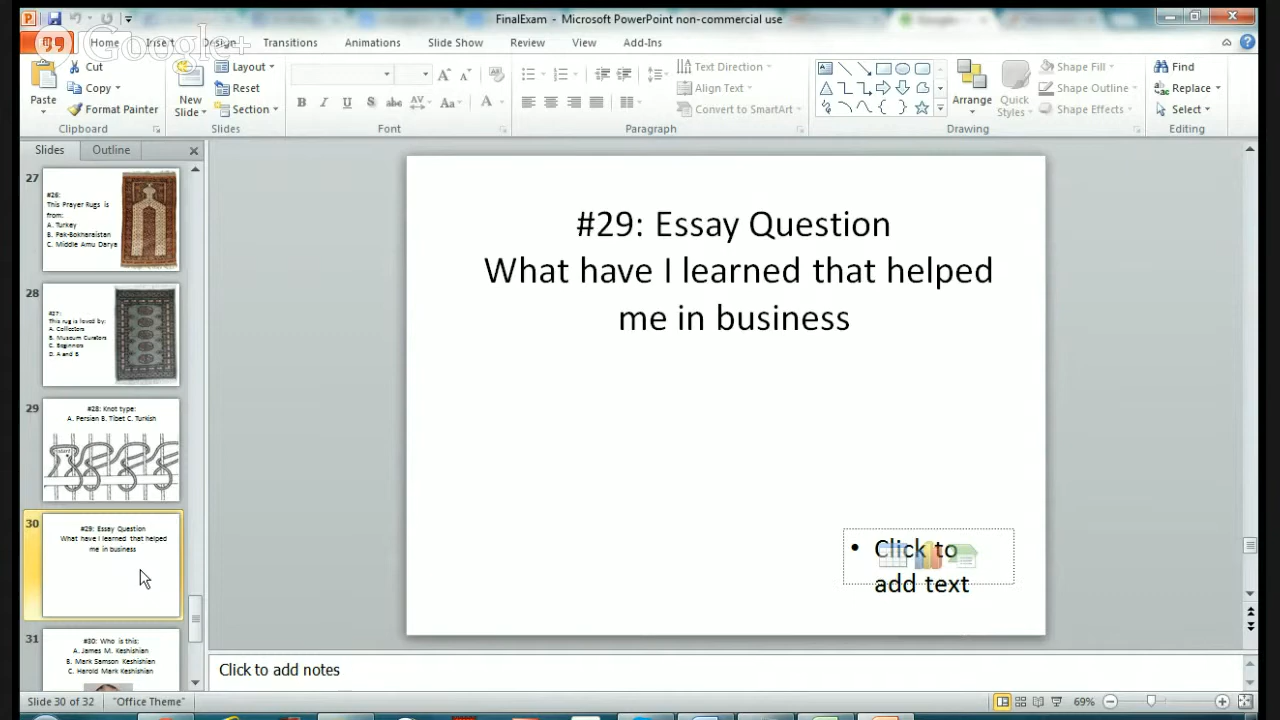 FinalExam - Microsoft PowerPoint non-commercial use
Google+
Home Insert Design Transitions Animations Slide Show Review View Add-Ins
Paste
Cut
Copy
Format Painter
Clipboard
New Slide
Layout
Reset
Section
Slides
Font
Text Direction
Align Text
Convert to SmartArt
Paragraph
Arrange
Quick Styles
Shape Fill
Shape Outline
Shape Effects
Drawing
Find
Replace
Select
Editing
Slides Outline
27
#26:
This Prayer Rugs is
from:
A. Turkey
B. Pak-Bokharaistan
C. Middle Amu Darya
28
#27:
This rug is loved by:
A. Collectors
B. Museum Curators
C. Beginners
D. A and B
29
#28: Knot type:
A. Persian B. Tibet C. Turkish
30
#29: Essay Question
What have I learned that helped
me in business
31
#30: Who is this:
A. James M. Keshishian
B. Mark Samson Keshishian
C. Harold Mark Keshishian
#29: Essay Question
What have I learned that helped
me in business
• Click to
add text
Click to add notes
Slide 30 of 32 "Office Theme" 69%